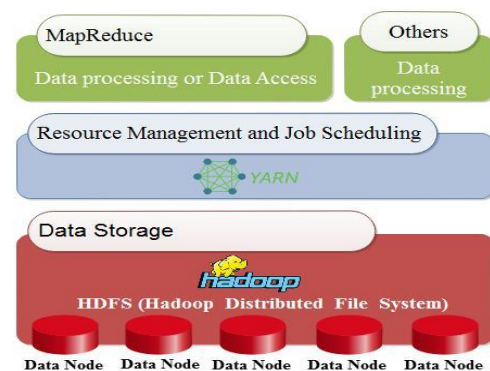 MapReduce
Data processing or Data Access
Others
Data
processing
Resource Management and Job Scheduling
YARN
Data Storage
hadoop
HDFS (Hadoop Distributed File System)
Data Node Data Node Data Node Data Node Data Node